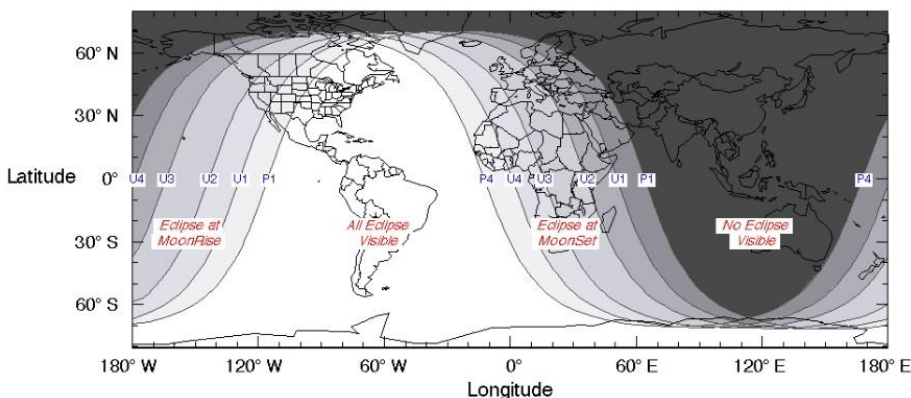 60° N
30° N
Latitude
0°
U4 U3 U2 U1 P1 P4 U4 U3 U2 U1 P1 P4
Eclipse at
MoonRise
All Eclipse
Visible
Eclipse at
MoonSet
No Eclipse
Visible
30° S
60° S
180° W 120° W 60° W 0° 60° E 120° E 180° E
Longitude